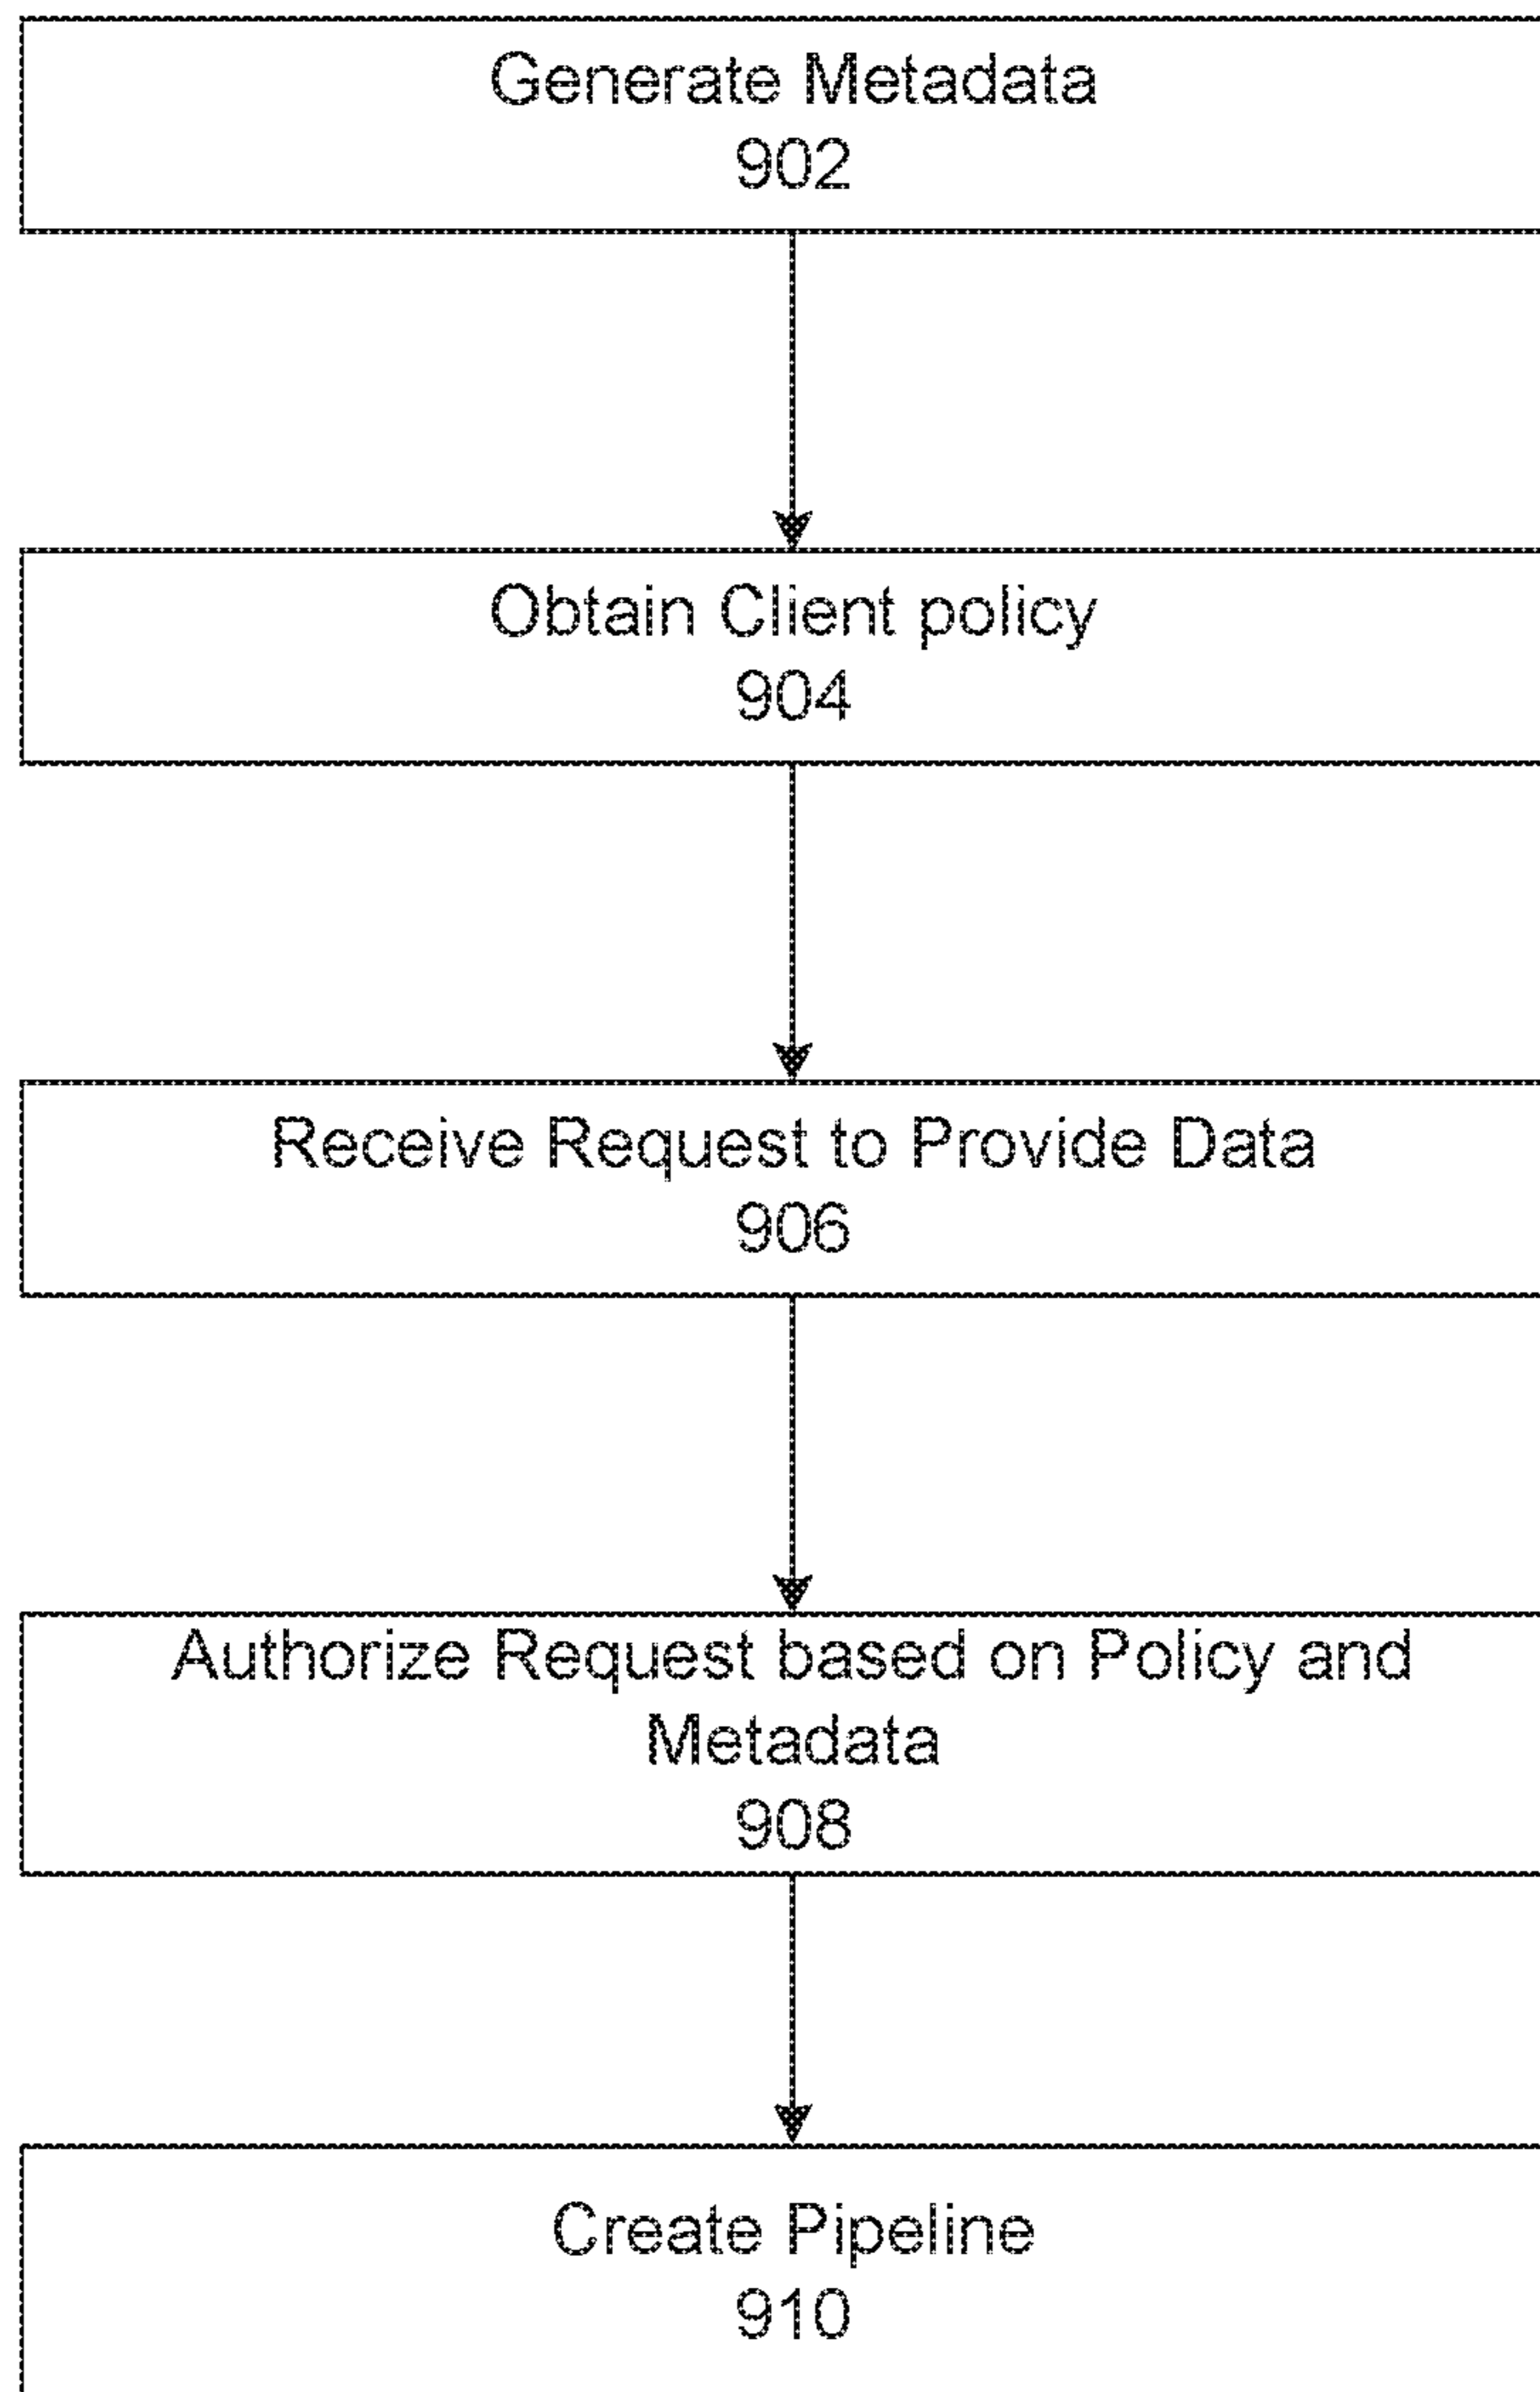 Generate Metadata
902
Obtain Client policy
904
Receive Request to Provide Data
906
Authorize Request based on Policy and
Metadata
908
Create Pipeline
910